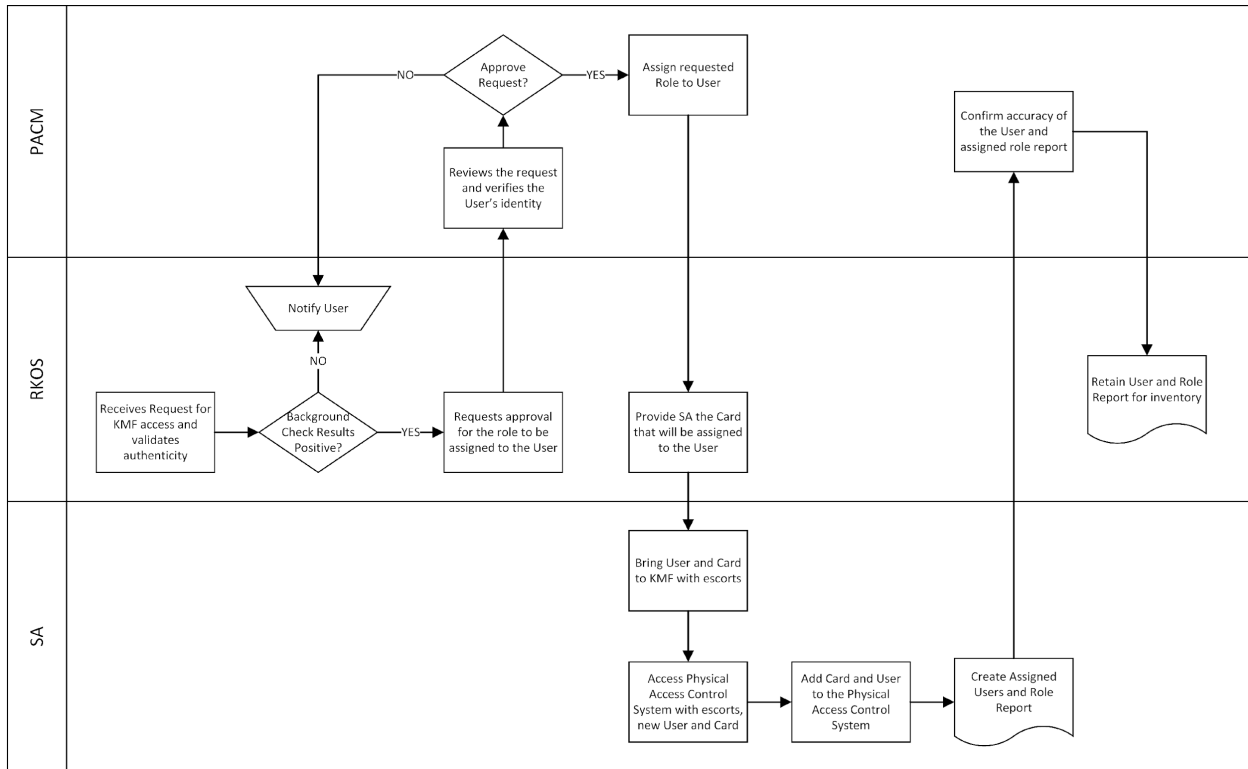 PACM
NO
Approve
Request?
YES
Assign requested
Role to User
Confirm accuracy of
the User and
assigned role report
Reviews the request
and verifies the
User's identity
RKOS
Notify User
NO
Receives Request for
KMF access and
validates
authenticity
Background
Check Results
Positive?
YES
Requests approval
for the role to be
assigned to the User
Provide SA the Card
that will be assigned
to the User
Retain User and Role
Report for inventory
SA
Bring User and Card
to KMF with escorts
Access Physical
Access Control
System with escorts,
new User and Card
Add Card and User
to the Physical
Access Control
System
Create Assigned
Users and Role
Report